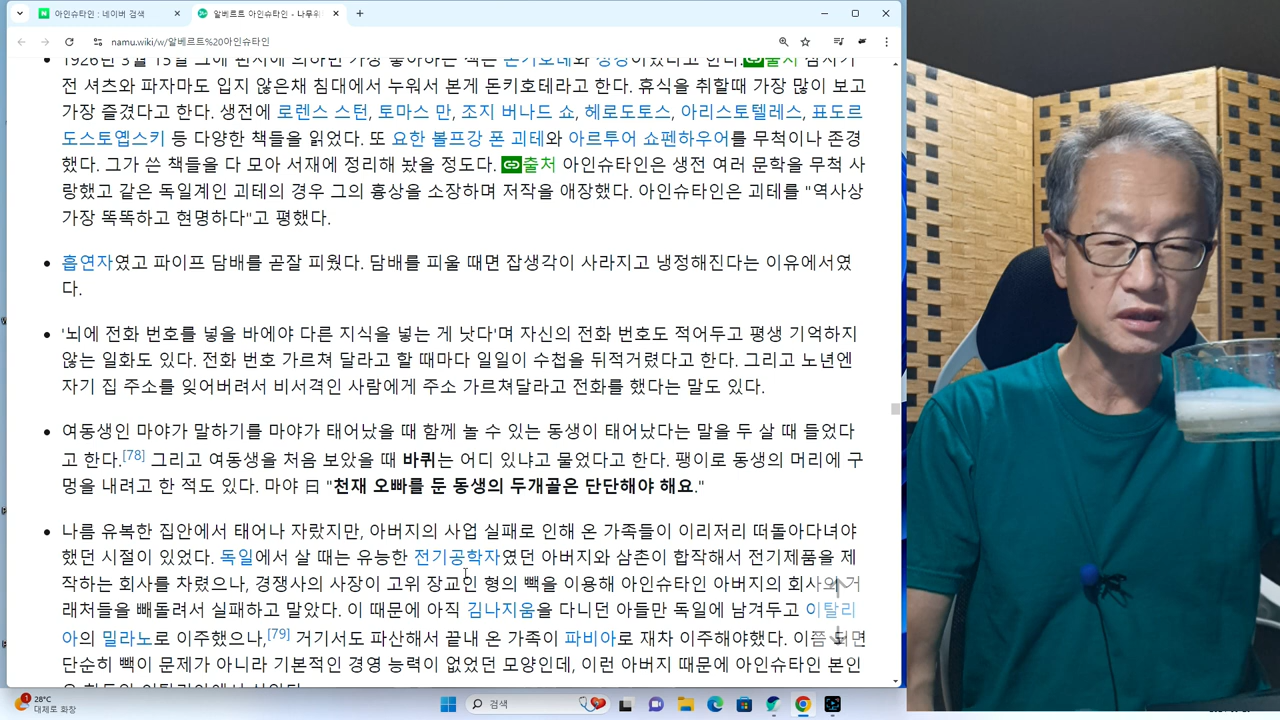 아인슈타인 : 네이버 검색
알베르트 아인슈타인 - 나무위
namu.wiki/w/알베르트%20아인슈타인
1926년 3월 15일
전 셔츠와 파자마도 입지 않은채 침대에서 누워서 본게 돈키호테라고 한다. 휴식을 취할때 가장 많이 보고
가장 즐겼다고 한다. 생전에 로렌스 스턴, 토마스 만, 조지 버나드 쇼, 헤로도토스, 아리스토텔레스, 표도르
도스토옙스키 등 다양한 책들을 읽었다. 또 요한 볼프강 폰 괴테와 아르투어 쇼펜하우어를 무척이나 존경
했다. 그가 쓴 책들을 다 모아 서재에 정리해 놨을 정도다. 출처 아인슈타인은 생전 여러 문학을 무척 사
랑했고 같은 독일계인 괴테의 경우 그의 흉상을 소장하며 저작을 애장했다. 아인슈타인은 괴테를 "역사상
가장 똑똑하고 현명하다"고 평했다.
흡연자였고 파이프 담배를 곧잘 피웠다. 담배를 피울 때면 잡생각이 사라지고 냉정해진다는 이유에서였
다.
'뇌에 전화 번호를 넣을 바에야 다른 지식을 넣는 게 낫다'며 자신의 전화 번호도 적어두고 평생 기억하지
않는 일화도 있다. 전화 번호 가르쳐 달라고 할 때마다 일일이 수첩을 뒤적거렸다고 한다. 그리고 노년엔
자기 집 주소를 잊어버려서 비서격인 사람에게 주소 가르쳐달라고 전화를 했다는 말도 있다.
여동생인 마야가 말하기를 마야가 태어났을 때 함께 놀 수 있는 동생이 태어났다는 말을 두 살 때 들었다
고 한다.[78] 그리고 여동생을 처음 보았을 때 바퀴는 어디 있냐고 물었다고 한다. 팽이로 동생의 머리에 구
멍을 내려고 한 적도 있다. 마야 曰 "천재 오빠를 둔 동생의 두개골은 단단해야 해요."
나름 유복한 집안에서 태어나 자랐지만, 아버지의 사업 실패로 인해 온 가족들이 이리저리 떠돌아다녀야
했던 시절이 있었다. 독일에서 살 때는 유능한 전기공학자였던 아버지와 삼촌이 합작해서 전기제품을 제
작하는 회사를 차렸으나, 경쟁사의 사장이 고위 장교인 형의 빽을 이용해 아인슈타인 아버지의 회사의 거
래처들을 빼돌려서 실패하고 말았다. 이 때문에 아직 김나지움을 다니던 아들만 독일에 남겨두고 이탈리
아의 밀라노로 이주했으나,[79] 거기서도 파산해서 끝내 온 가족이 파비아로 재차 이주해야했다. 이쯤 되면
단순히 빽이 문제가 아니라 기본적인 경영 능력이 없었던 모양인데, 이런 아버지 때문에 아인슈타인 본인
28°C
대체로 화창
검색